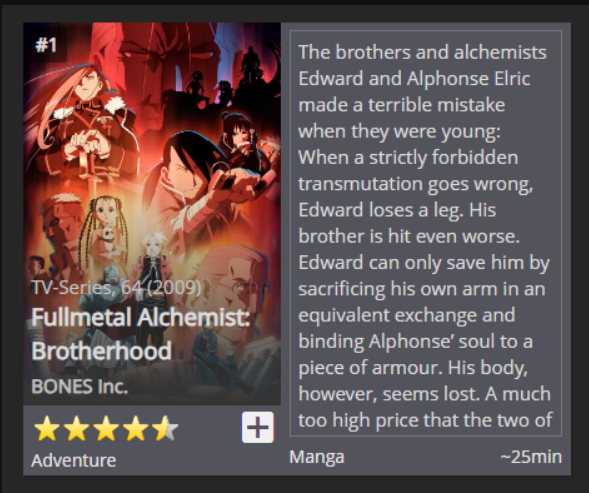 #1
TV-Series, 64 (2009)
Fullmetal Alchemist:
Brotherhood
BONES Inc.
Adventure
The brothers and alchemists
Edward and Alphonse Elric
made a terrible mistake
when they were young:
When a strictly forbidden
transmutation goes wrong,
Edward loses a leg. His
brother is hit even worse.
Edward can only save him by
sacrificing his own arm in an
equivalent exchange and
binding Alphonse’ soul to a
piece of armour. His body,
however, seems lost. A much
too high price that the two of
Manga ~25min